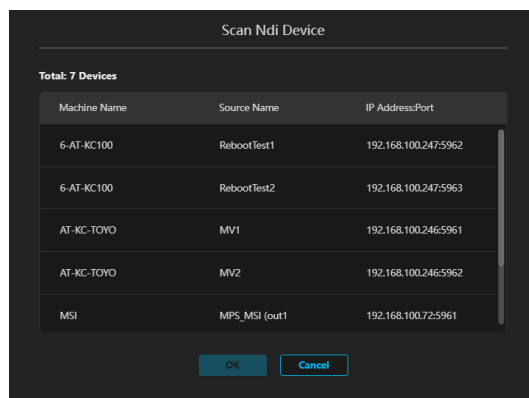 Scan Ndi Device
Total: 7 Devices
Machine Name Source Name IP Address:Port
6-AT-KC100 RebootTest1 192.168.100.247:5962
6-AT-KC100 RebootTest2 192.168.100.247:5963
AT-KC-TOYO MV1 192.168.100.246:5961
AT-KC-TOYO MV2 192.168.100.246:5962
MSI MPS_MSI (out1 192.168.100.72:5961
OK Cancel